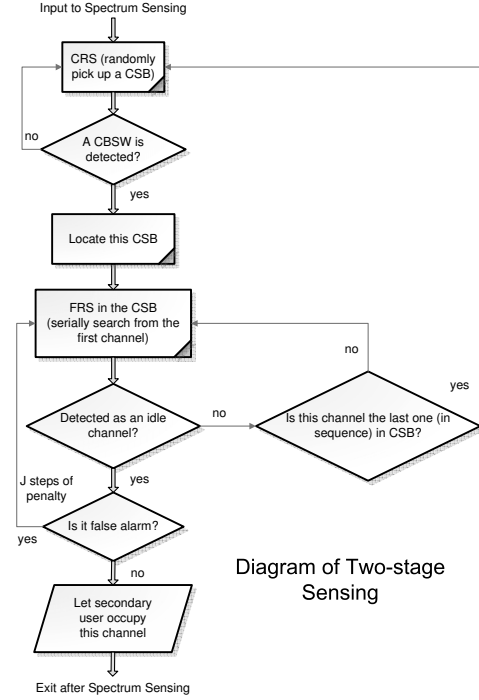 Input to Spectrum Sensing
CRS (randomly
pick up a CSB)
no
A CBSW is
detected?
yes
Locate this CSB
FRS in the CSB
(serially search from the
first channel)
no
yes
Detected as an idle
channel?
no
Is this channel the last one (in
sequence) in CSB?
J steps of
penalty
yes
Is it false alarm?
yes
no
Diagram of Two-stage
Sensing
Let secondary
user occupy
this channel
Exit after Spectrum Sensing